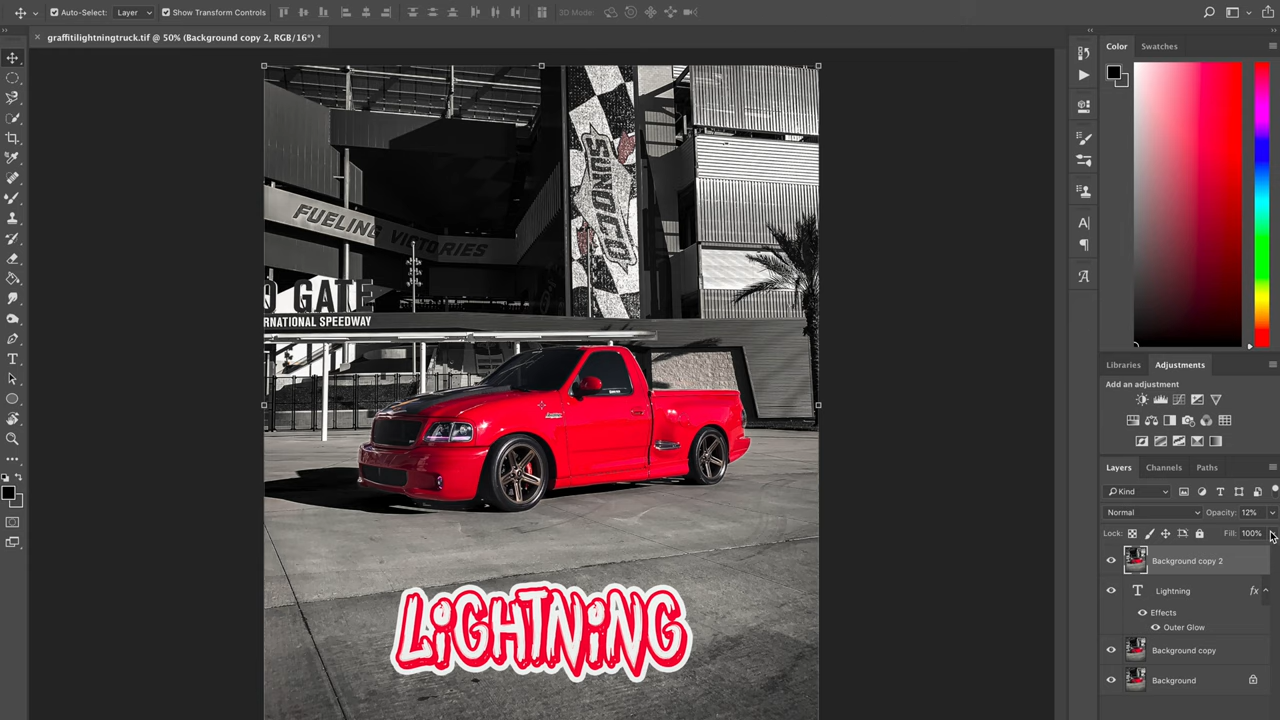 Auto-Select: Layer Show Transform Controls 3D Mode:
× graffitilightningtruck.tif @ 50% (Background copy 2, RGB/16*) *
Color Swatches
SUNOCO
FUELING VICTORIES
O GATE
RNATIONAL SPEEDWAY
LiGHTNiNG
Libraries Adjustments
Add an adjustment
Layers Channels Paths
Kind
Normal Opacity: 12%
Lock: Fill: 100%
Background copy 2
T Lightning fx
Effects
Outer Glow
Background copy
Background